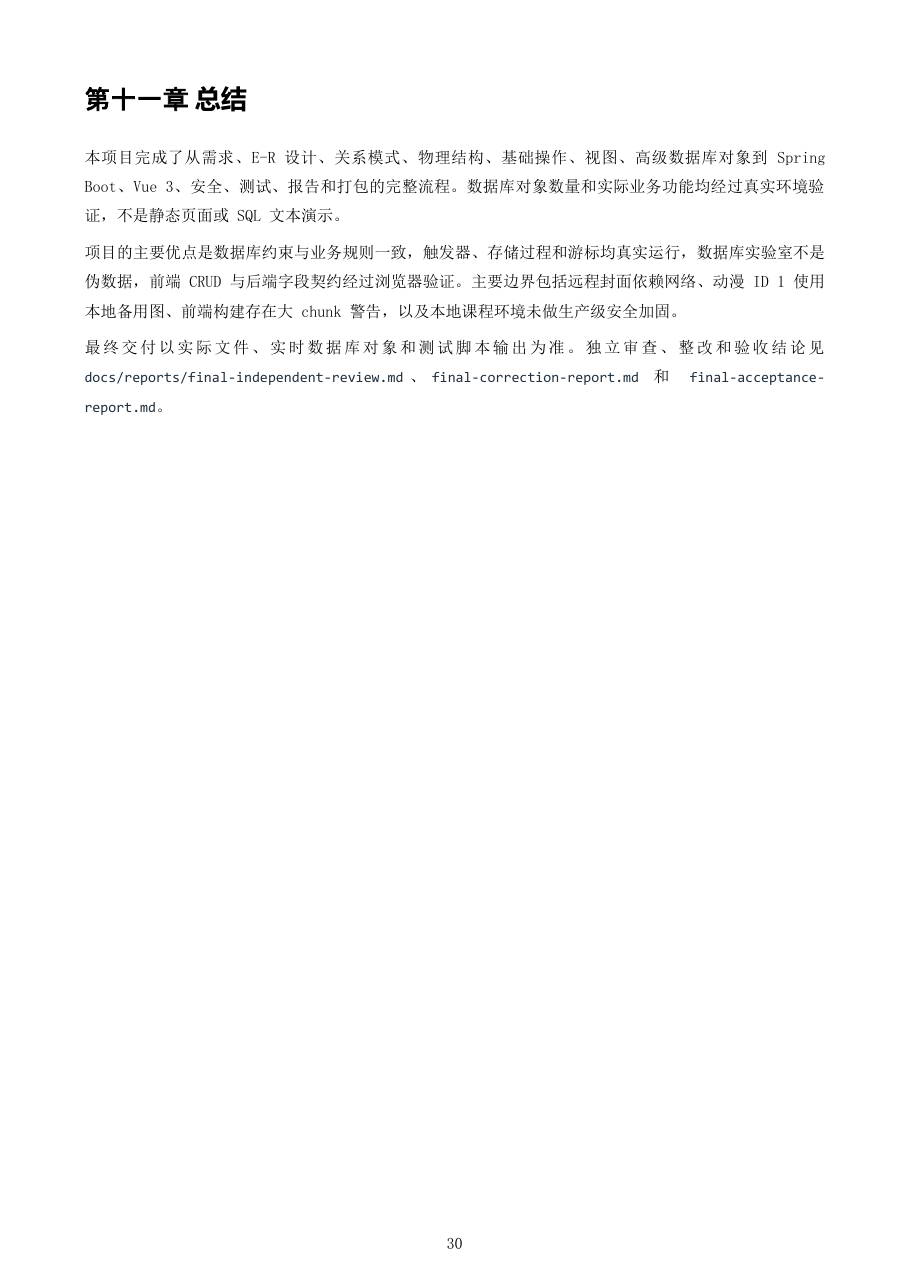 第十一章 总结
本项目完成了从需求、E-R 设计、关系模式、物理结构、基础操作、视图、高级数据库对象到 Spring
Boot、Vue 3、安全、测试、报告和打包的完整流程。数据库对象数量和实际业务功能均经过真实环境验
证，不是静态页面或 SQL 文本演示。
项目的主要优点是数据库约束与业务规则一致，触发器、存储过程和游标均真实运行，数据库实验室不是
伪数据，前端 CRUD 与后端字段契约经过浏览器验证。主要边界包括远程封面依赖网络、动漫 ID 1 使用
本地备用图、前端构建存在大 chunk 警告，以及本地课程环境未做生产级安全加固。
最终交付以实际文件、实时数据库对象和测试脚本输出为准。独立审查、整改和验收结论见
docs/reports/final-independent-review.md 、 final-correction-report.md 和 final-acceptance-
report.md。
30